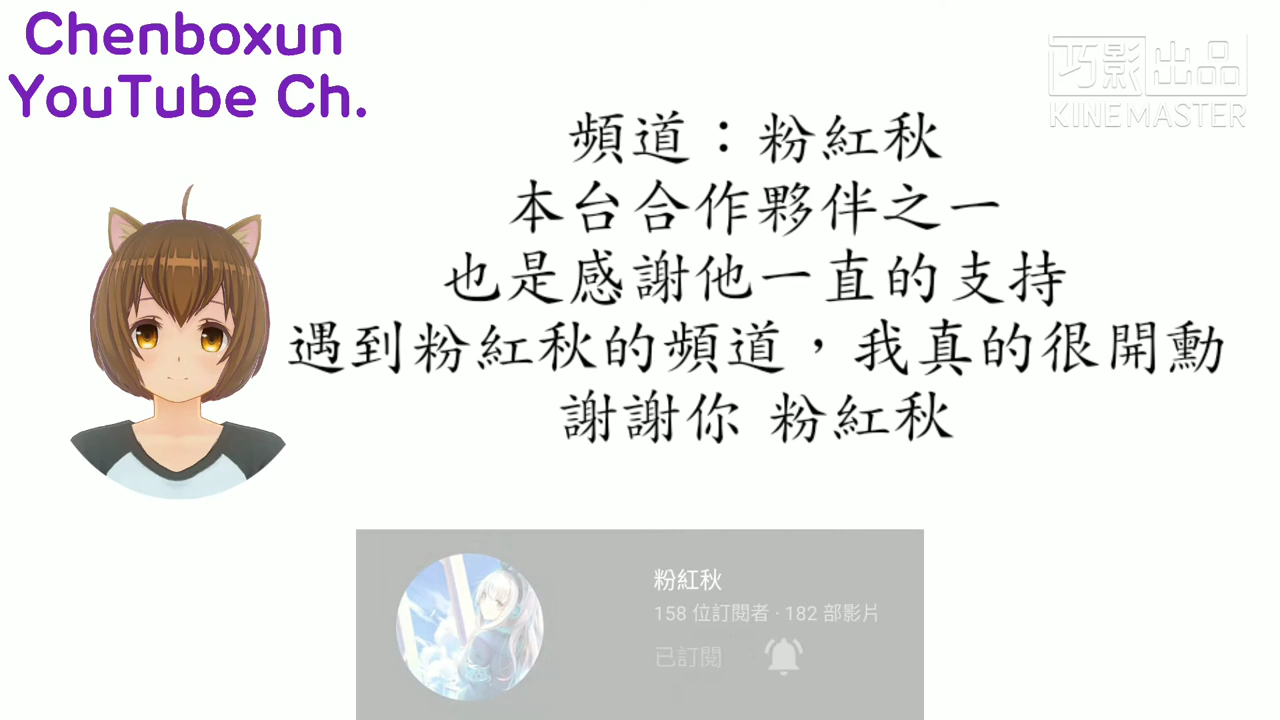 Chenboxun
YouTube Ch.
巧影出品
KINEMASTER
頻道：粉紅秋
本台合作夥伴之一
也是感謝他一直的支持
遇到粉紅秋的頻道，我真的很開勳
謝謝你 粉紅秋
粉紅秋
158 位訂閱者 · 182 部影片
已訂閱